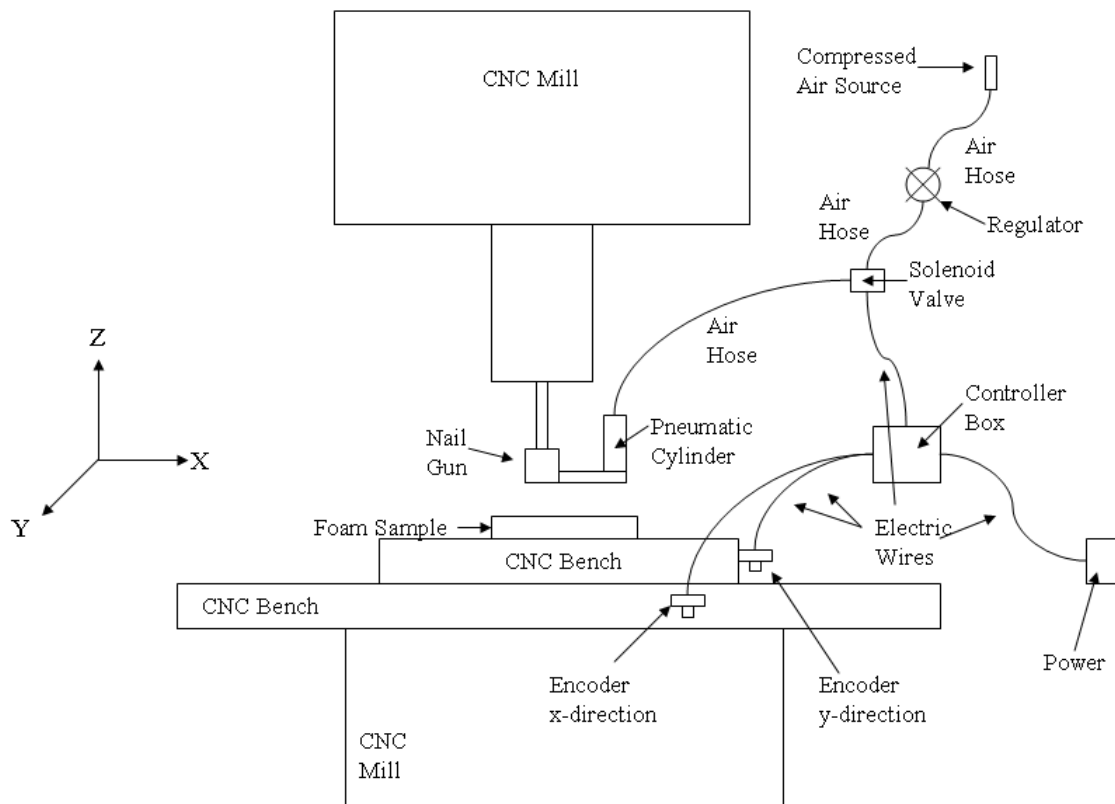 CNC Mill
Compressed
Air Source
Air
Hose
Regulator
Air
Hose
Solenoid
Valve
Air
Hose
Z
X
Y
Nail
Gun
Pneumatic
Cylinder
Controller
Box
Foam Sample
CNC Bench
Electric
Wires
CNC Bench
Power
Encoder
x-direction
Encoder
y-direction
CNC
Mill